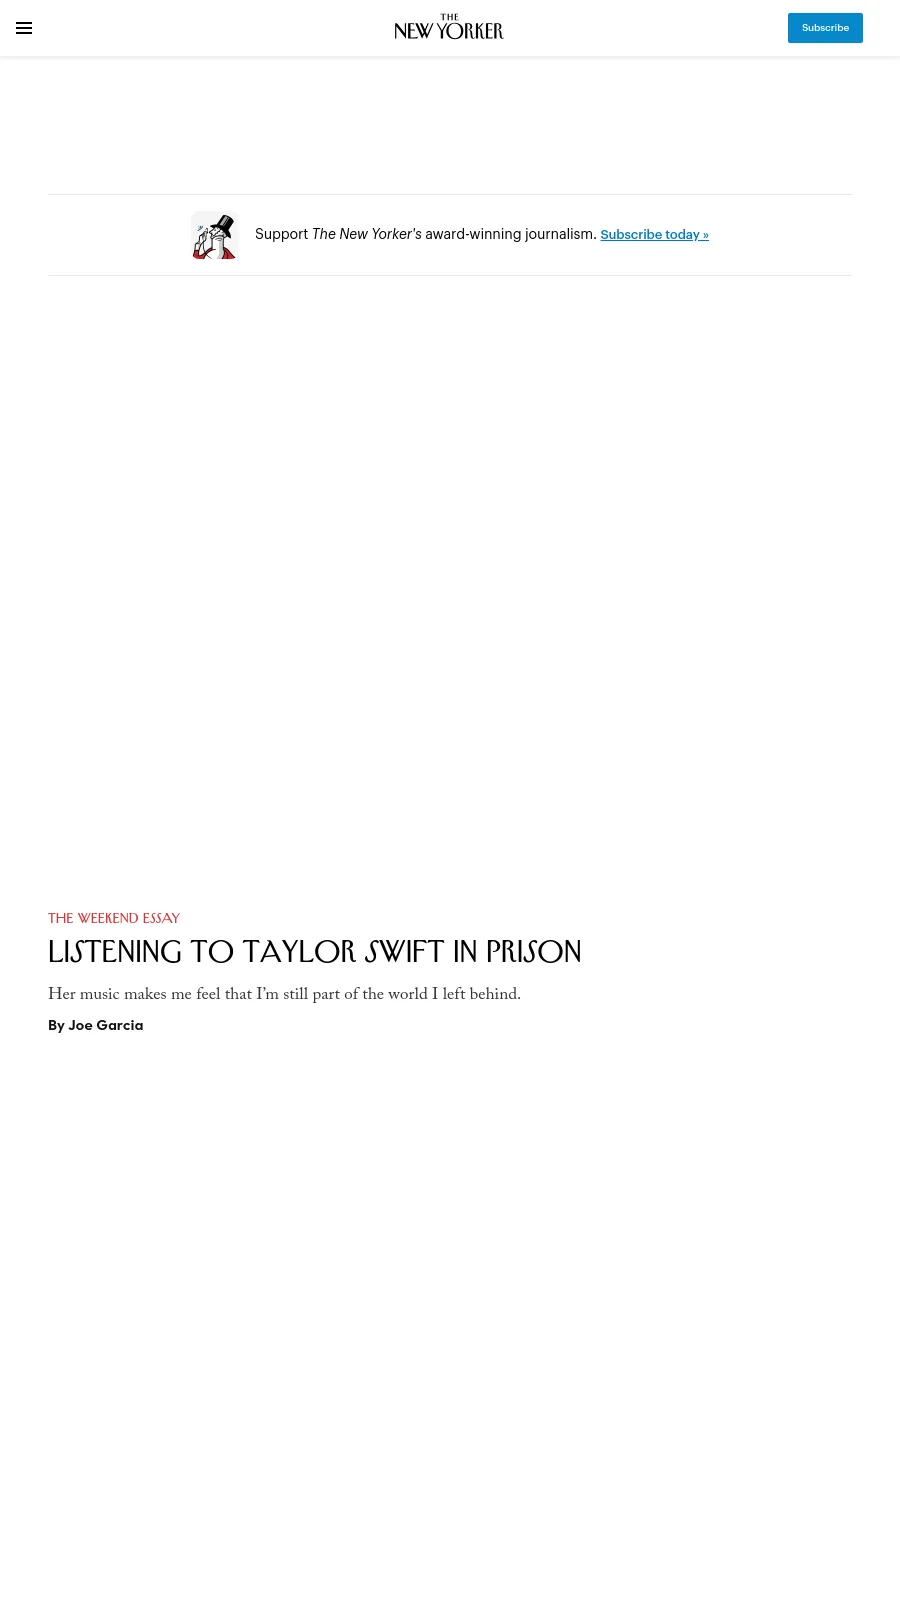 THE
NEW YORKER
Subscribe
Support The New Yorker's award-winning journalism. Subscribe today »
THE WEEKEND ESSAY
LISTENING TO TAYLOR SWIFT IN PRISON
Her music makes me feel that I’m still part of the world I left behind.
By Joe Garcia